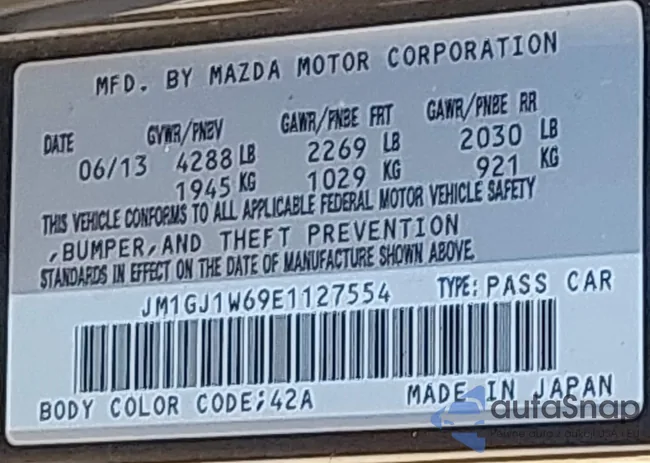 MFD. BY MAZDA MOTOR CORPORATION
DATE GVWR/PNBV GAWR/PNBE FRT GAWR/PNBE RR
06/13 4288 LB 2269 LB 2030 LB
1945 KG 1029 KG 921 KG
THIS VEHICLE CONFORMS TO ALL APPLICABLE FEDERAL MOTOR VEHICLE SAFETY
,BUMPER,AND THEFT PREVENTION
STANDARDS IN EFFECT ON THE DATE OF MANUFACTURE SHOWN ABOVE.
JM1GJ1W69E1127554 TYPE: PASS CAR
BODY COLOR CODE;42A MADE IN JAPAN
autoSnap